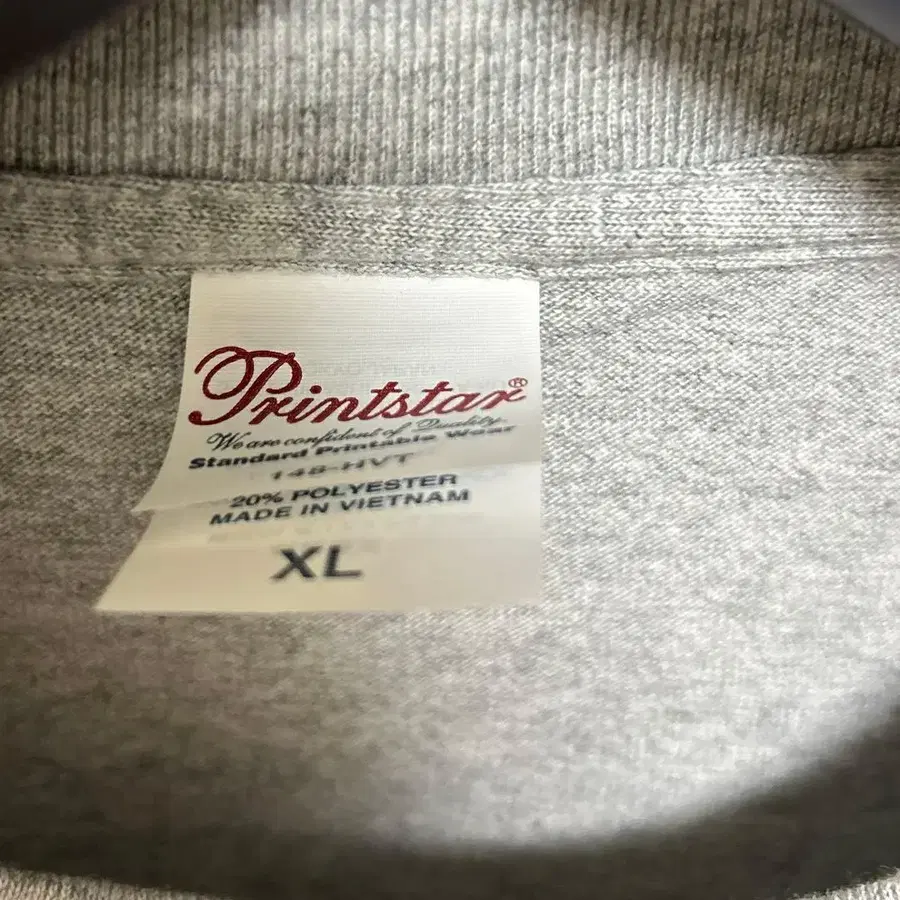 Printstar®
We are confident of Quality.
Standard Printable Wear
148-HVT
20% POLYESTER
MADE IN VIETNAM
XL